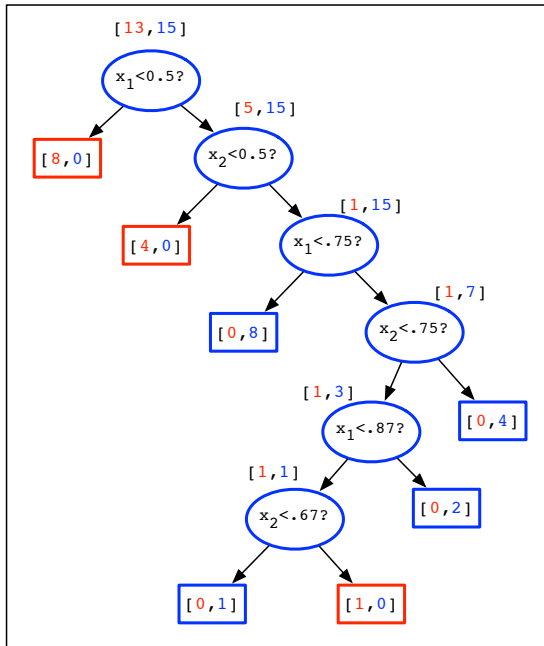 [13,15]
x1<0.5?
[5,15]
[8,0]
x2<0.5?
[1,15]
[4,0]
x1<.75?
[1,7]
[0,8]
x2<.75?
[1,3]
[0,4]
x1<.87?
[1,1]
[0,2]
x2<.67?
[0,1]
[1,0]